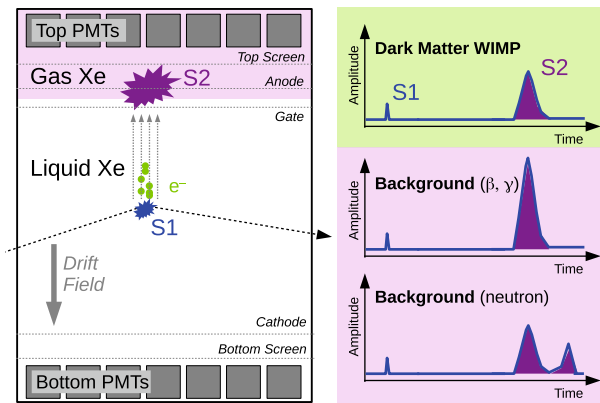 Top PMTs
Top Screen
Gas Xe
S2
Anode
Gate
Liquid Xe
e⁻
S1
Drift
Field
Cathode
Bottom Screen
Bottom PMTs
Amplitude
Dark Matter WIMP
S1
S2
Time
Amplitude
Background (β, γ)
Time
Amplitude
Background (neutron)
Time